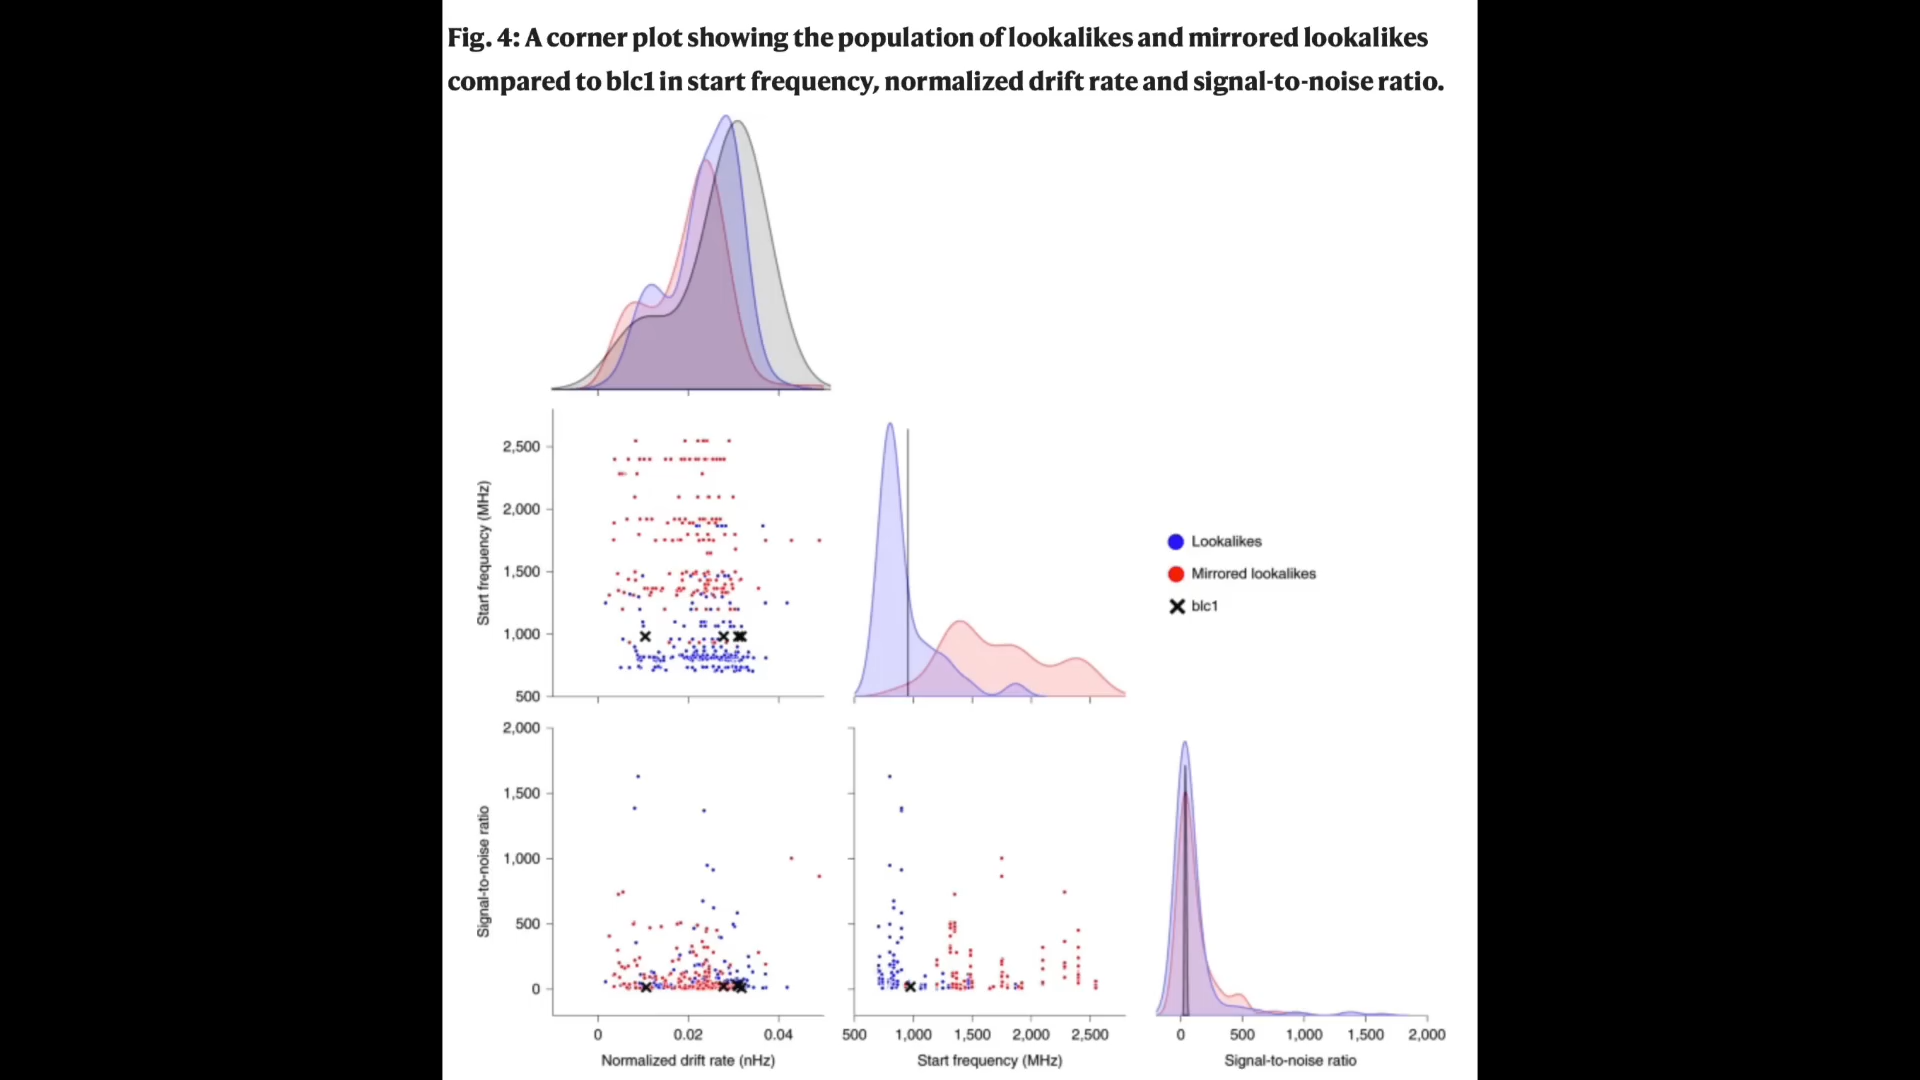 Fig. 4: A corner plot showing the population of lookalikes and mirrored lookalikes
compared to blc1 in start frequency, normalized drift rate and signal-to-noise ratio.
Start frequency (MHz)
2,500
2,000
1,500
1,000
500
Lookalikes
Mirrored lookalikes
blc1
Signal-to-noise ratio
2,000
1,500
1,000
500
0
0 0.02 0.04
Normalized drift rate (nHz)
500 1,000 1,500 2,000 2,500
Start frequency (MHz)
0 500 1,000 1,500 2,000
Signal-to-noise ratio